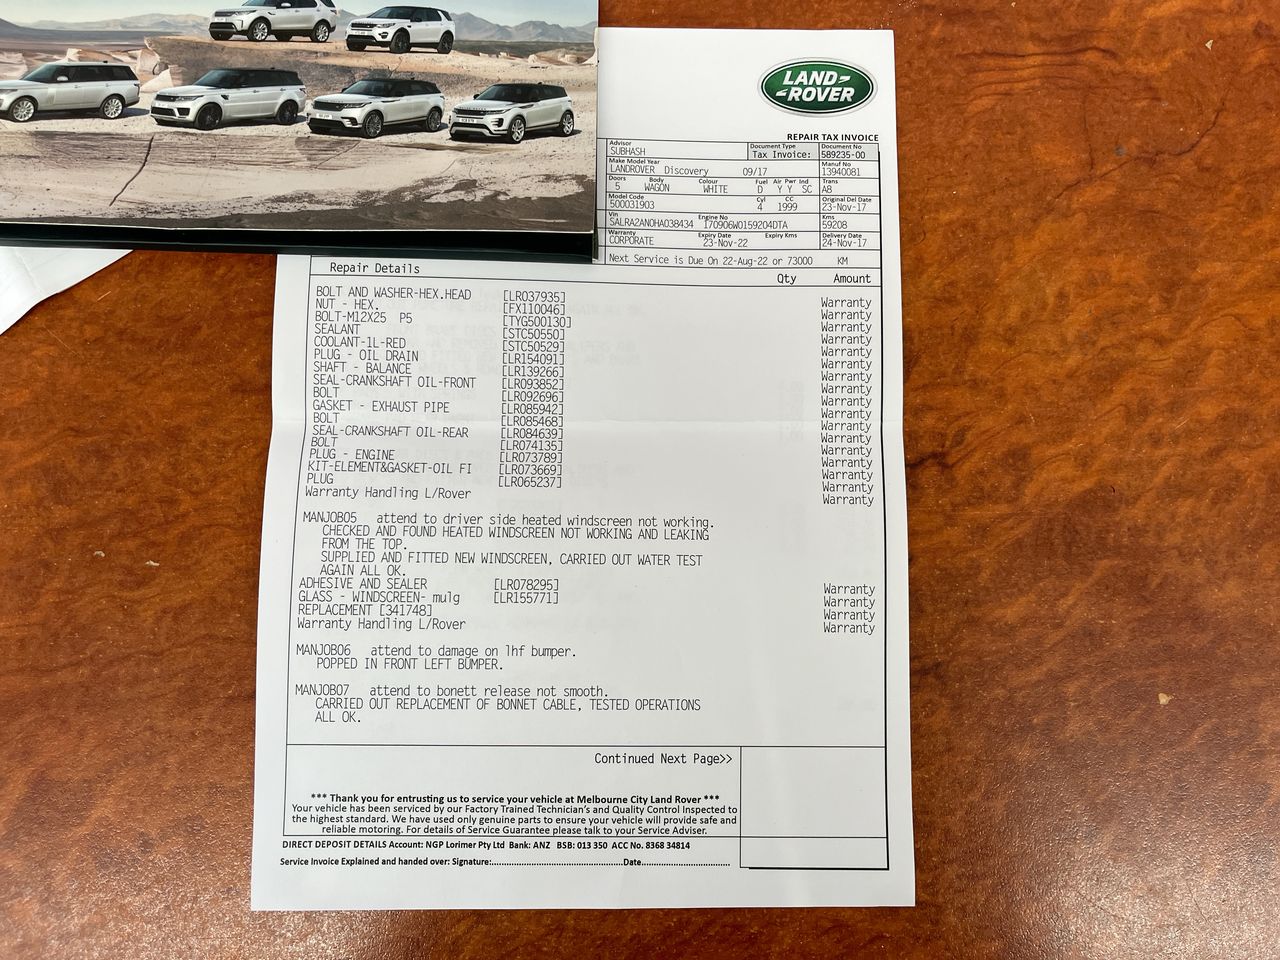 LAND ROVER
REPAIR TAX INVOICE
Advisor
SUBHASH
Document Type
Tax Invoice:
Document No
589235-00
Make Model Year
LANDROVER Discovery 09/17
Manuf No
13940081
Doors Body Colour Fuel Air Pwr Ind Trans
5 WAGON WHITE D Y Y SC A8
Model Code Cyl CC Original Del Date
500031903 4 1999 23-Nov-17
Vin Engine No Kms
SALRA2AN0HA038434 170906W0159204DTA 59208
Warranty Expiry Date Expiry Kms Delivery Date
CORPORATE 23-Nov-22 24-Nov-17
Next Service is Due On 22-Aug-22 or 73000 KM
Repair Details Qty Amount
BOLT AND WASHER-HEX.HEAD [LR037935] Warranty
NUT - HEX. [FX110046] Warranty
BOLT-M12X25 P5 [TYG500130] Warranty
SEALANT [STC50550] Warranty
COOLANT-1L-RED [STC50529] Warranty
PLUG - OIL DRAIN [LR154091] Warranty
SHAFT - BALANCE [LR139266] Warranty
SEAL-CRANKSHAFT OIL-FRONT [LR093852] Warranty
BOLT [LR092696] Warranty
GASKET - EXHAUST PIPE [LR085942] Warranty
BOLT [LR085468] Warranty
SEAL-CRANKSHAFT OIL-REAR [LR084639] Warranty
BOLT [LR074135] Warranty
PLUG - ENGINE [LR073789] Warranty
KIT-ELEMENT&GASKET-OIL FI [LR073669] Warranty
PLUG [LR065237] Warranty
Warranty Handling L/Rover Warranty
MANJOB05 attend to driver side heated windscreen not working.
CHECKED AND FOUND HEATED WINDSCREEN NOT WORKING AND LEAKING
FROM THE TOP.
SUPPLIED AND FITTED NEW WINDSCREEN, CARRIED OUT WATER TEST
AGAIN ALL OK.
ADHESIVE AND SEALER [LR078295] Warranty
GLASS - WINDSCREEN- mulg [LR155771] Warranty
REPLACEMENT [341748] Warranty
Warranty Handling L/Rover Warranty
MANJOB06 attend to damage on lhf bumper.
POPPED IN FRONT LEFT BUMPER.
MANJOB07 attend to bonett release not smooth.
CARRIED OUT REPLACEMENT OF BONNET CABLE, TESTED OPERATIONS
ALL OK.
Continued Next Page>>
*** Thank you for entrusting us to service your vehicle at Melbourne City Land Rover ***
Your vehicle has been serviced by our Factory Trained Technician's and Quality Control Inspected to
the highest standard. We have used only genuine parts to ensure your vehicle will provide safe and
reliable motoring. For details of Service Guarantee please talk to your Service Adviser.
DIRECT DEPOSIT DETAILS Account: NGP Lorimer Pty Ltd Bank: ANZ BSB: 013 350 ACC No. 8368 34814
Service Invoice Explained and handed over: Signature:..........Date..........